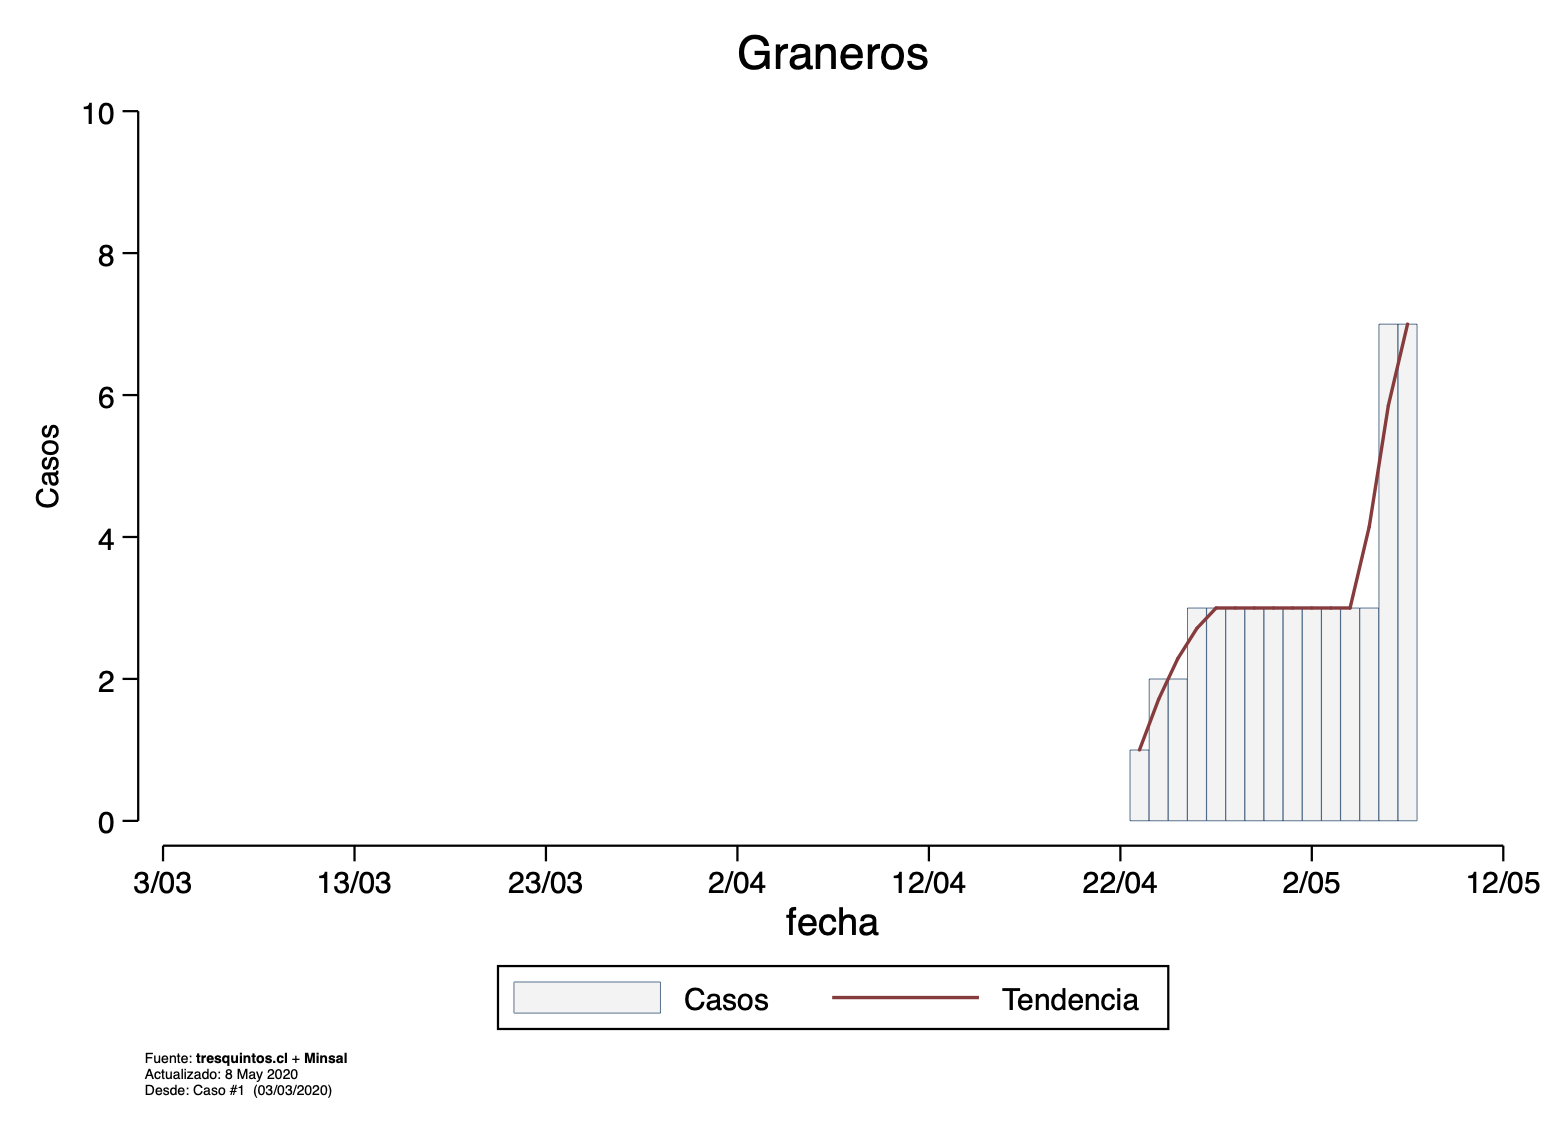 Graneros
10
8
6
4
2
0
Casos
3/03 13/03 23/03 2/04 12/04 22/04 2/05 12/05
fecha
Casos Tendencia
Fuente: tresquintos.cl + Minsal
Actualizado: 8 May 2020
Desde: Caso #1 (03/03/2020)